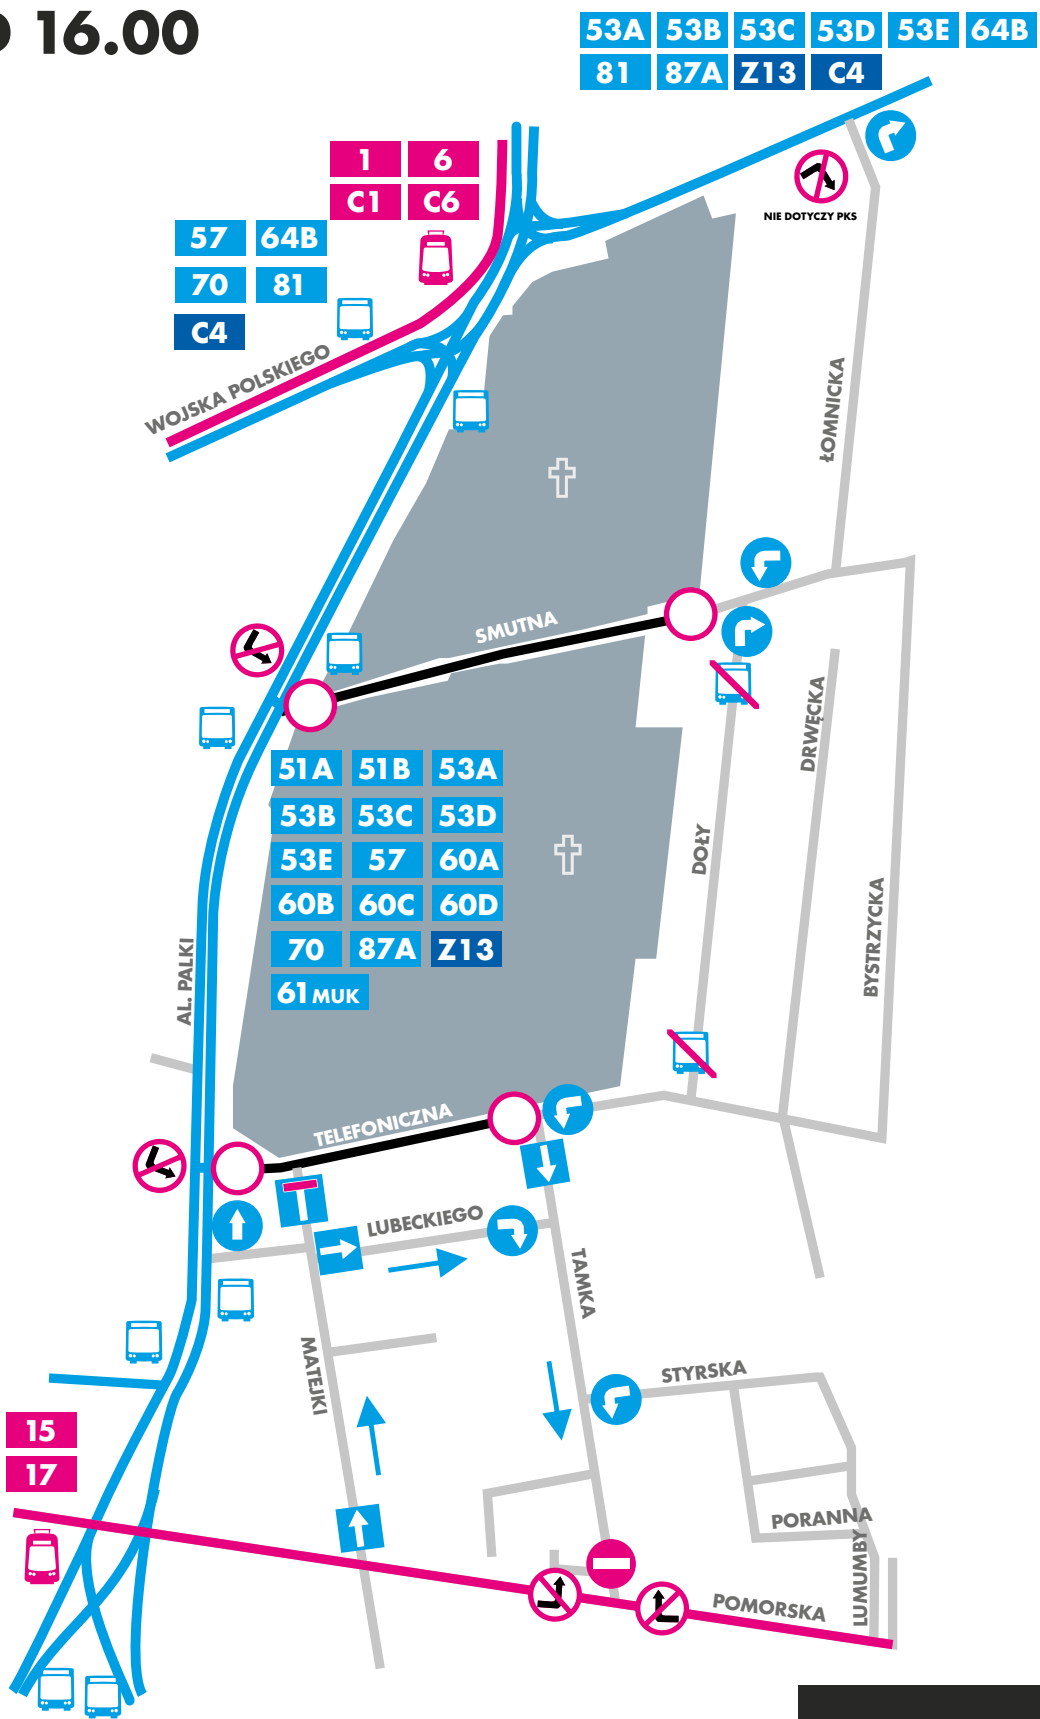 16.00
53A 53B 53C 53D 53E 64B
81 87A Z13 C4
1 6
C1 C6
NIE DOTYCZY PKS
57 64B
70 81
C4
WOJSKA POLSKIEGO
ŁOMNICKA
SMUTNA
DRWĘCKA
51A 51B 53A
53B 53C 53D
53E 57 60A
60B 60C 60D
70 87A Z13
61 MUK
DOŁY
BYSTRZYCKA
AL. PALKI
TELEFONICZNA
LUBECKIEGO
TAMKA
MATEJKI
STYRSKA
15
17
PORANNA
LUMUMBY
POMORSKA